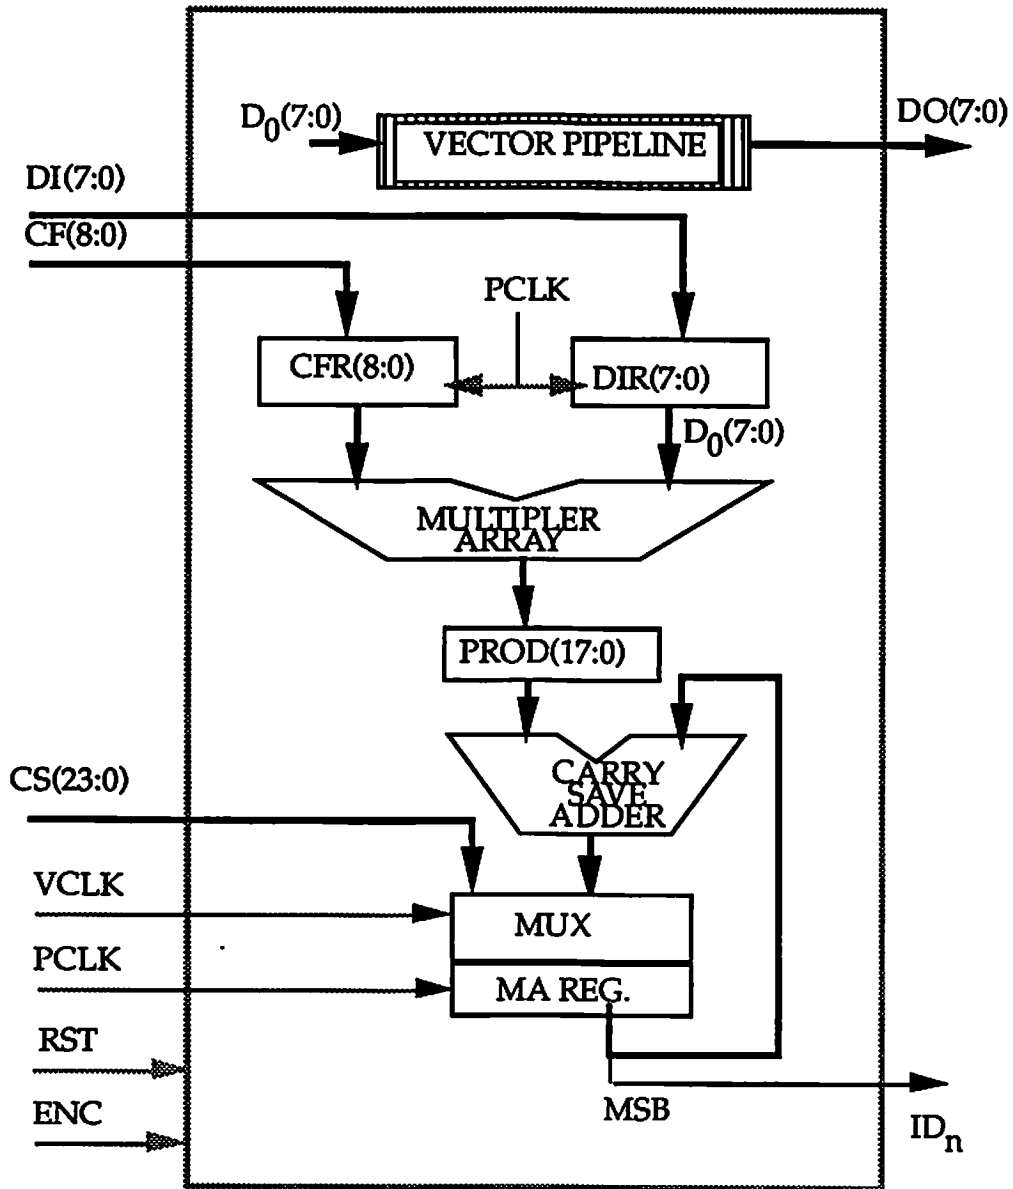 D0(7:0)
VECTOR PIPELINE
DO(7:0)
DI(7:0)
CF(8:0)
PCLK
CFR(8:0)
DIR(7:0)
D0(7:0)
MULTIPLER
ARRAY
PROD(17:0)
CARRY
SAVE
ADDER
CS(23:0)
VCLK
MUX
PCLK
MA REG.
RST
MSB
ENC
IDn